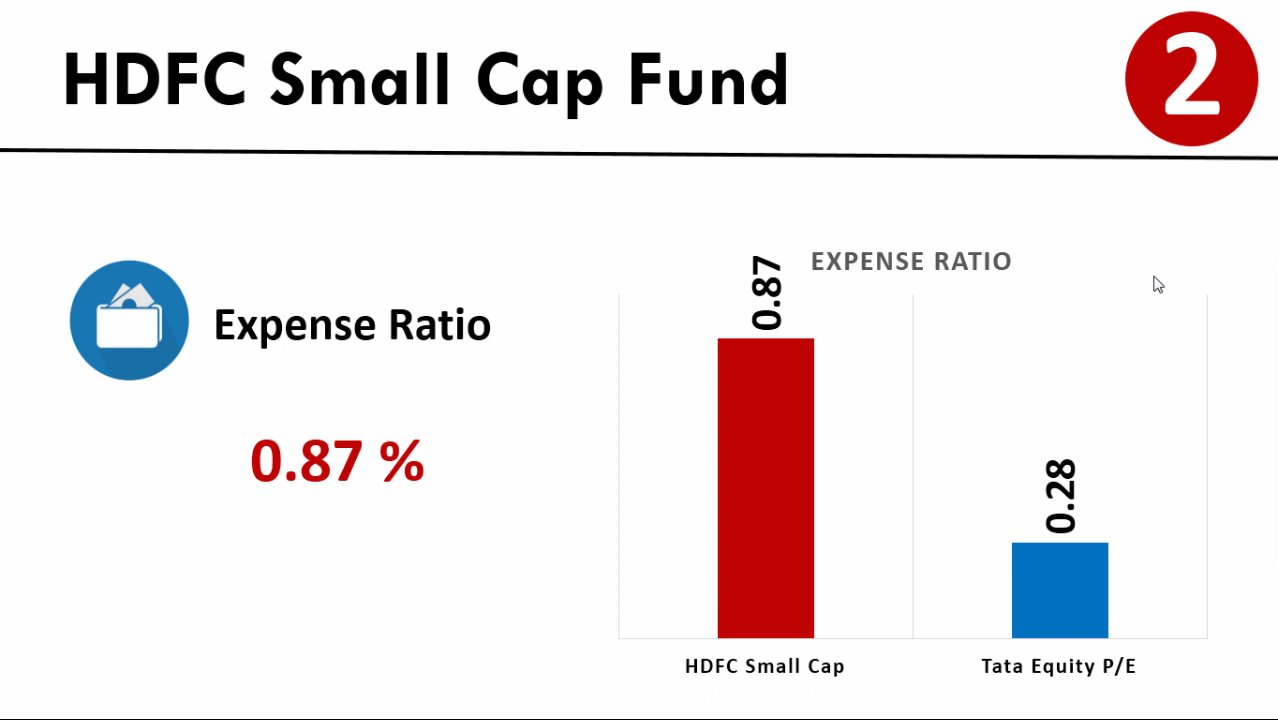 HDFC Small Cap Fund
2
Expense Ratio
0.87 %
EXPENSE RATIO
0.87
0.28
HDFC Small Cap
Tata Equity P/E